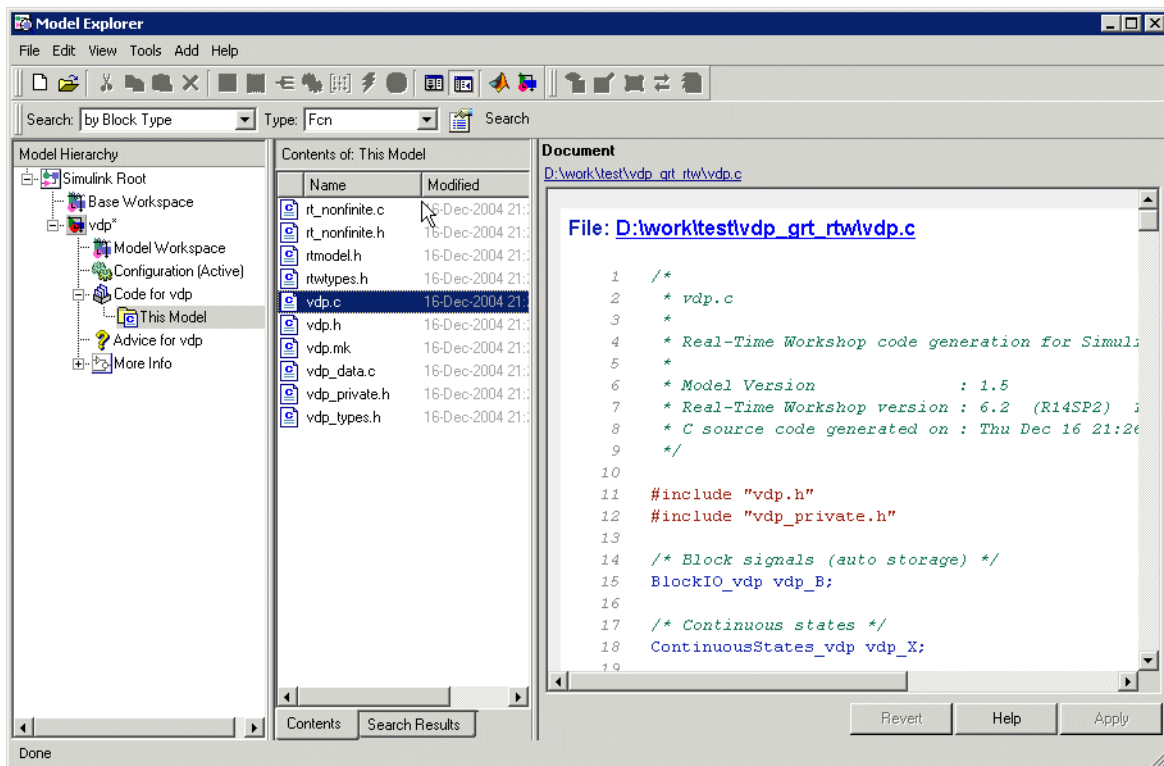 Model Explorer
File Edit View Tools Add Help
Search: by Block Type Type: Fcn Search
Model Hierarchy
Simulink Root
Base Workspace
vdp*
Model Workspace
Configuration (Active)
Code for vdp
This Model
Advice for vdp
More Info
Contents of: This Model
Name Modified
rt_nonfinite.c 16-Dec-2004 21:
rt_nonfinite.h 16-Dec-2004 21:
rtmodel.h 16-Dec-2004 21:
rtwtypes.h 16-Dec-2004 21:
vdp.c 16-Dec-2004 21:
vdp.h 16-Dec-2004 21:
vdp.mk 16-Dec-2004 21:
vdp_data.c 16-Dec-2004 21:
vdp_private.h 16-Dec-2004 21:
vdp_types.h 16-Dec-2004 21:
Contents Search Results
Document
D:\work\test\vdp_grt_rtw\vdp.c
File: D:\work\test\vdp_grt_rtw\vdp.c
1 /*
2 * vdp.c
3 *
4 * Real-Time Workshop code generation for Simuli
5 *
6 * Model Version : 1.5
7 * Real-Time Workshop version : 6.2 (R14SP2)
8 * C source code generated on : Thu Dec 16 21:26
9 */
10
11 #include "vdp.h"
12 #include "vdp_private.h"
13
14 /* Block signals (auto storage) */
15 BlockIO_vdp vdp_B;
16
17 /* Continuous states */
18 ContinuousStates_vdp vdp_X;
19
Revert Help Apply
Done